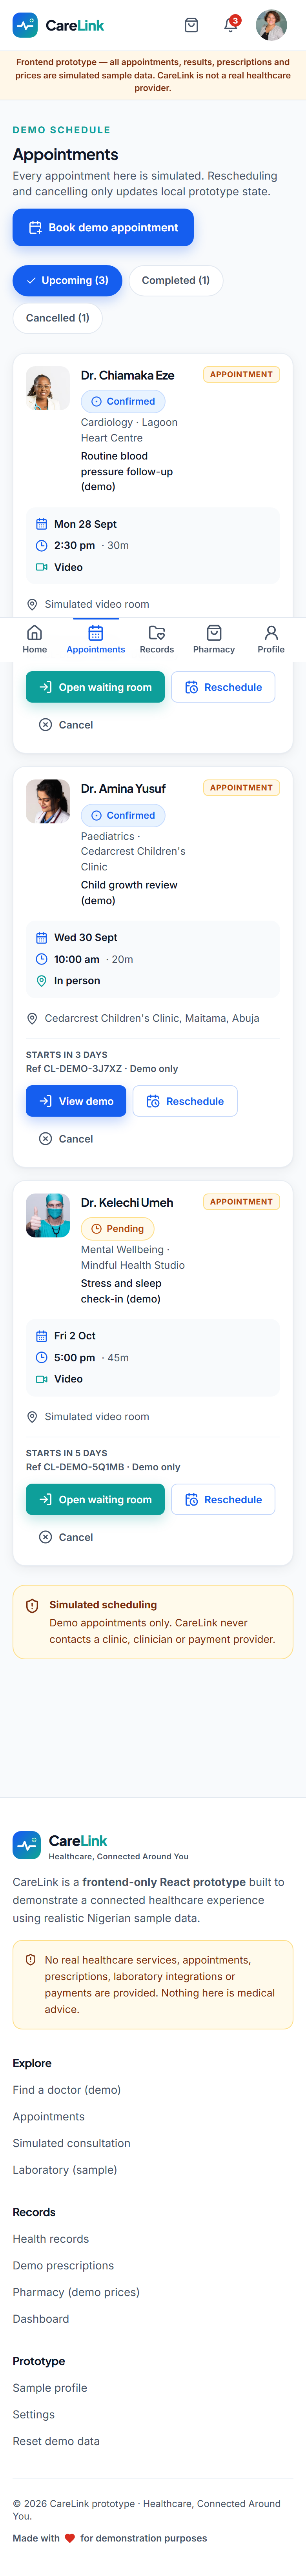 CareLink
3
Frontend prototype — all appointments, results, prescriptions and
prices are simulated sample data. CareLink is not a real healthcare
provider.
DEMO SCHEDULE
Appointments
Every appointment here is simulated. Rescheduling
and cancelling only updates local prototype state.
Book demo appointment
Upcoming (3)
Completed (1)
Cancelled (1)
Dr. Chiamaka Eze
APPOINTMENT
Confirmed
Cardiology · Lagoon
Heart Centre
Routine blood
pressure follow-up
(demo)
Mon 28 Sept
2:30 pm · 30m
Video
Simulated video room
Home
Appointments
Records
Pharmacy
Profile
Open waiting room
Reschedule
Cancel
Dr. Amina Yusuf
APPOINTMENT
Confirmed
Paediatrics ·
Cedarcrest Children's
Clinic
Child growth review
(demo)
Wed 30 Sept
10:00 am · 20m
In person
Cedarcrest Children's Clinic, Maitama, Abuja
STARTS IN 3 DAYS
Ref CL-DEMO-3J7XZ · Demo only
View demo
Reschedule
Cancel
Dr. Kelechi Umeh
APPOINTMENT
Pending
Mental Wellbeing ·
Mindful Health Studio
Stress and sleep
check-in (demo)
Fri 2 Oct
5:00 pm · 45m
Video
Simulated video room
STARTS IN 5 DAYS
Ref CL-DEMO-5Q1MB · Demo only
Open waiting room
Reschedule
Cancel
Simulated scheduling
Demo appointments only. CareLink never
contacts a clinic, clinician or payment provider.
CareLink
Healthcare, Connected Around You
CareLink is a frontend-only React prototype built to
demonstrate a connected healthcare experience
using realistic Nigerian sample data.
No real healthcare services, appointments,
prescriptions, laboratory integrations or
payments are provided. Nothing here is medical
advice.
Explore
Find a doctor (demo)
Appointments
Simulated consultation
Laboratory (sample)
Records
Health records
Demo prescriptions
Pharmacy (demo prices)
Dashboard
Prototype
Sample profile
Settings
Reset demo data
© 2026 CareLink prototype · Healthcare, Connected Around
You.
Made with ♥ for demonstration purposes